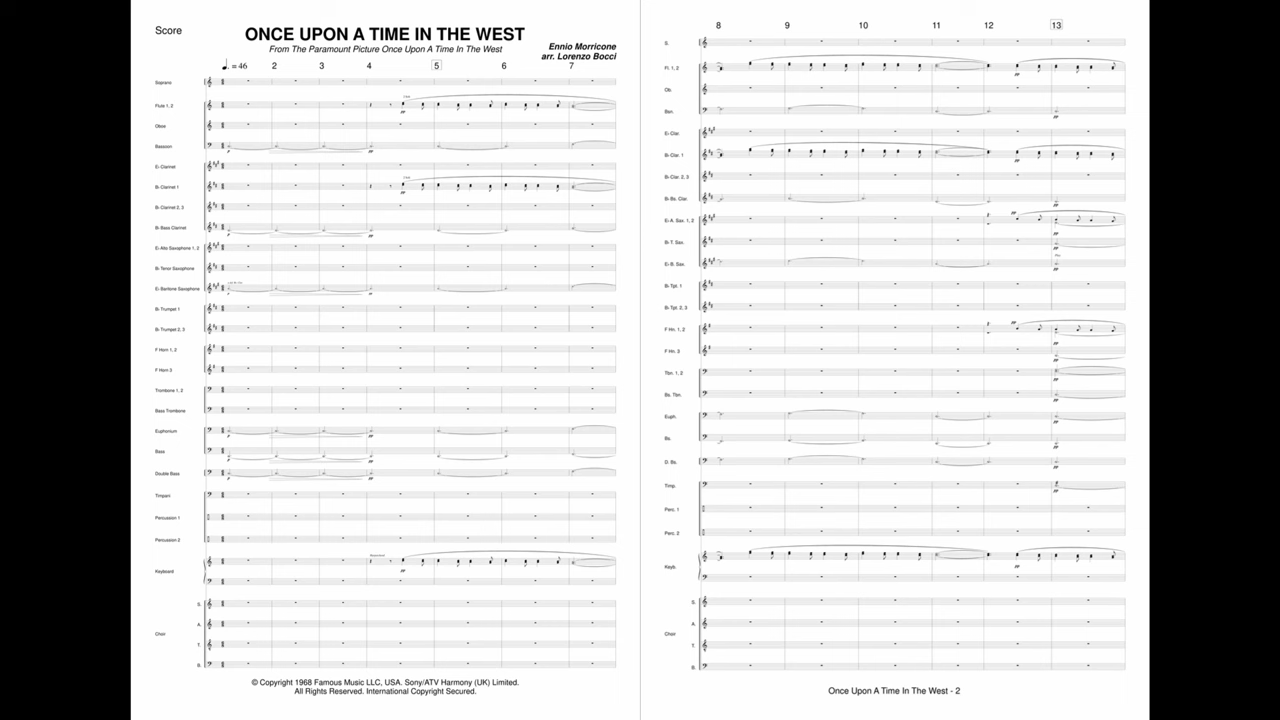 Score
ONCE UPON A TIME IN THE WEST
From The Paramount Picture Once Upon A Time In The West
Ennio Morricone
arr. Lorenzo Bocci
= 46 2 3 4 5 6 7
Soprano
Flute 1, 2
Oboe
Bassoon
E♭ Clarinet
B♭ Clarinet 1
B♭ Clarinet 2, 3
B♭ Bass Clarinet
E♭ Alto Saxophone 1, 2
B♭ Tenor Saxophone
E♭ Baritone Saxophone
B♭ Trumpet 1
B♭ Trumpet 2, 3
F Horn 1, 2
F Horn 3
Trombone 1, 2
Bass Trombone
Euphonium
Bass
Double Bass
Timpani
Percussion 1
Percussion 2
Keyboard
Choir
S.
A.
T.
B.
© Copyright 1968 Famous Music LLC, USA. Sony/ATV Harmony (UK) Limited.
All Rights Reserved. International Copyright Secured.
8 9 10 11 12 13
S.
Fl. 1, 2
Ob.
Bsn.
E♭ Clar.
B♭ Clar. 1
B♭ Clar. 2, 3
B♭ Bs. Clar.
E♭ A. Sax. 1, 2
B♭ T. Sax.
E♭ B. Sax.
B♭ Tpt. 1
B♭ Tpt. 2, 3
F Hn. 1, 2
F Hn. 3
Tbn. 1, 2
Bs. Tbn.
Euph.
Bs.
D. Bs.
Timp.
Perc. 1
Perc. 2
Keyb.
Choir
S.
A.
T.
B.
Once Upon A Time In The West - 2